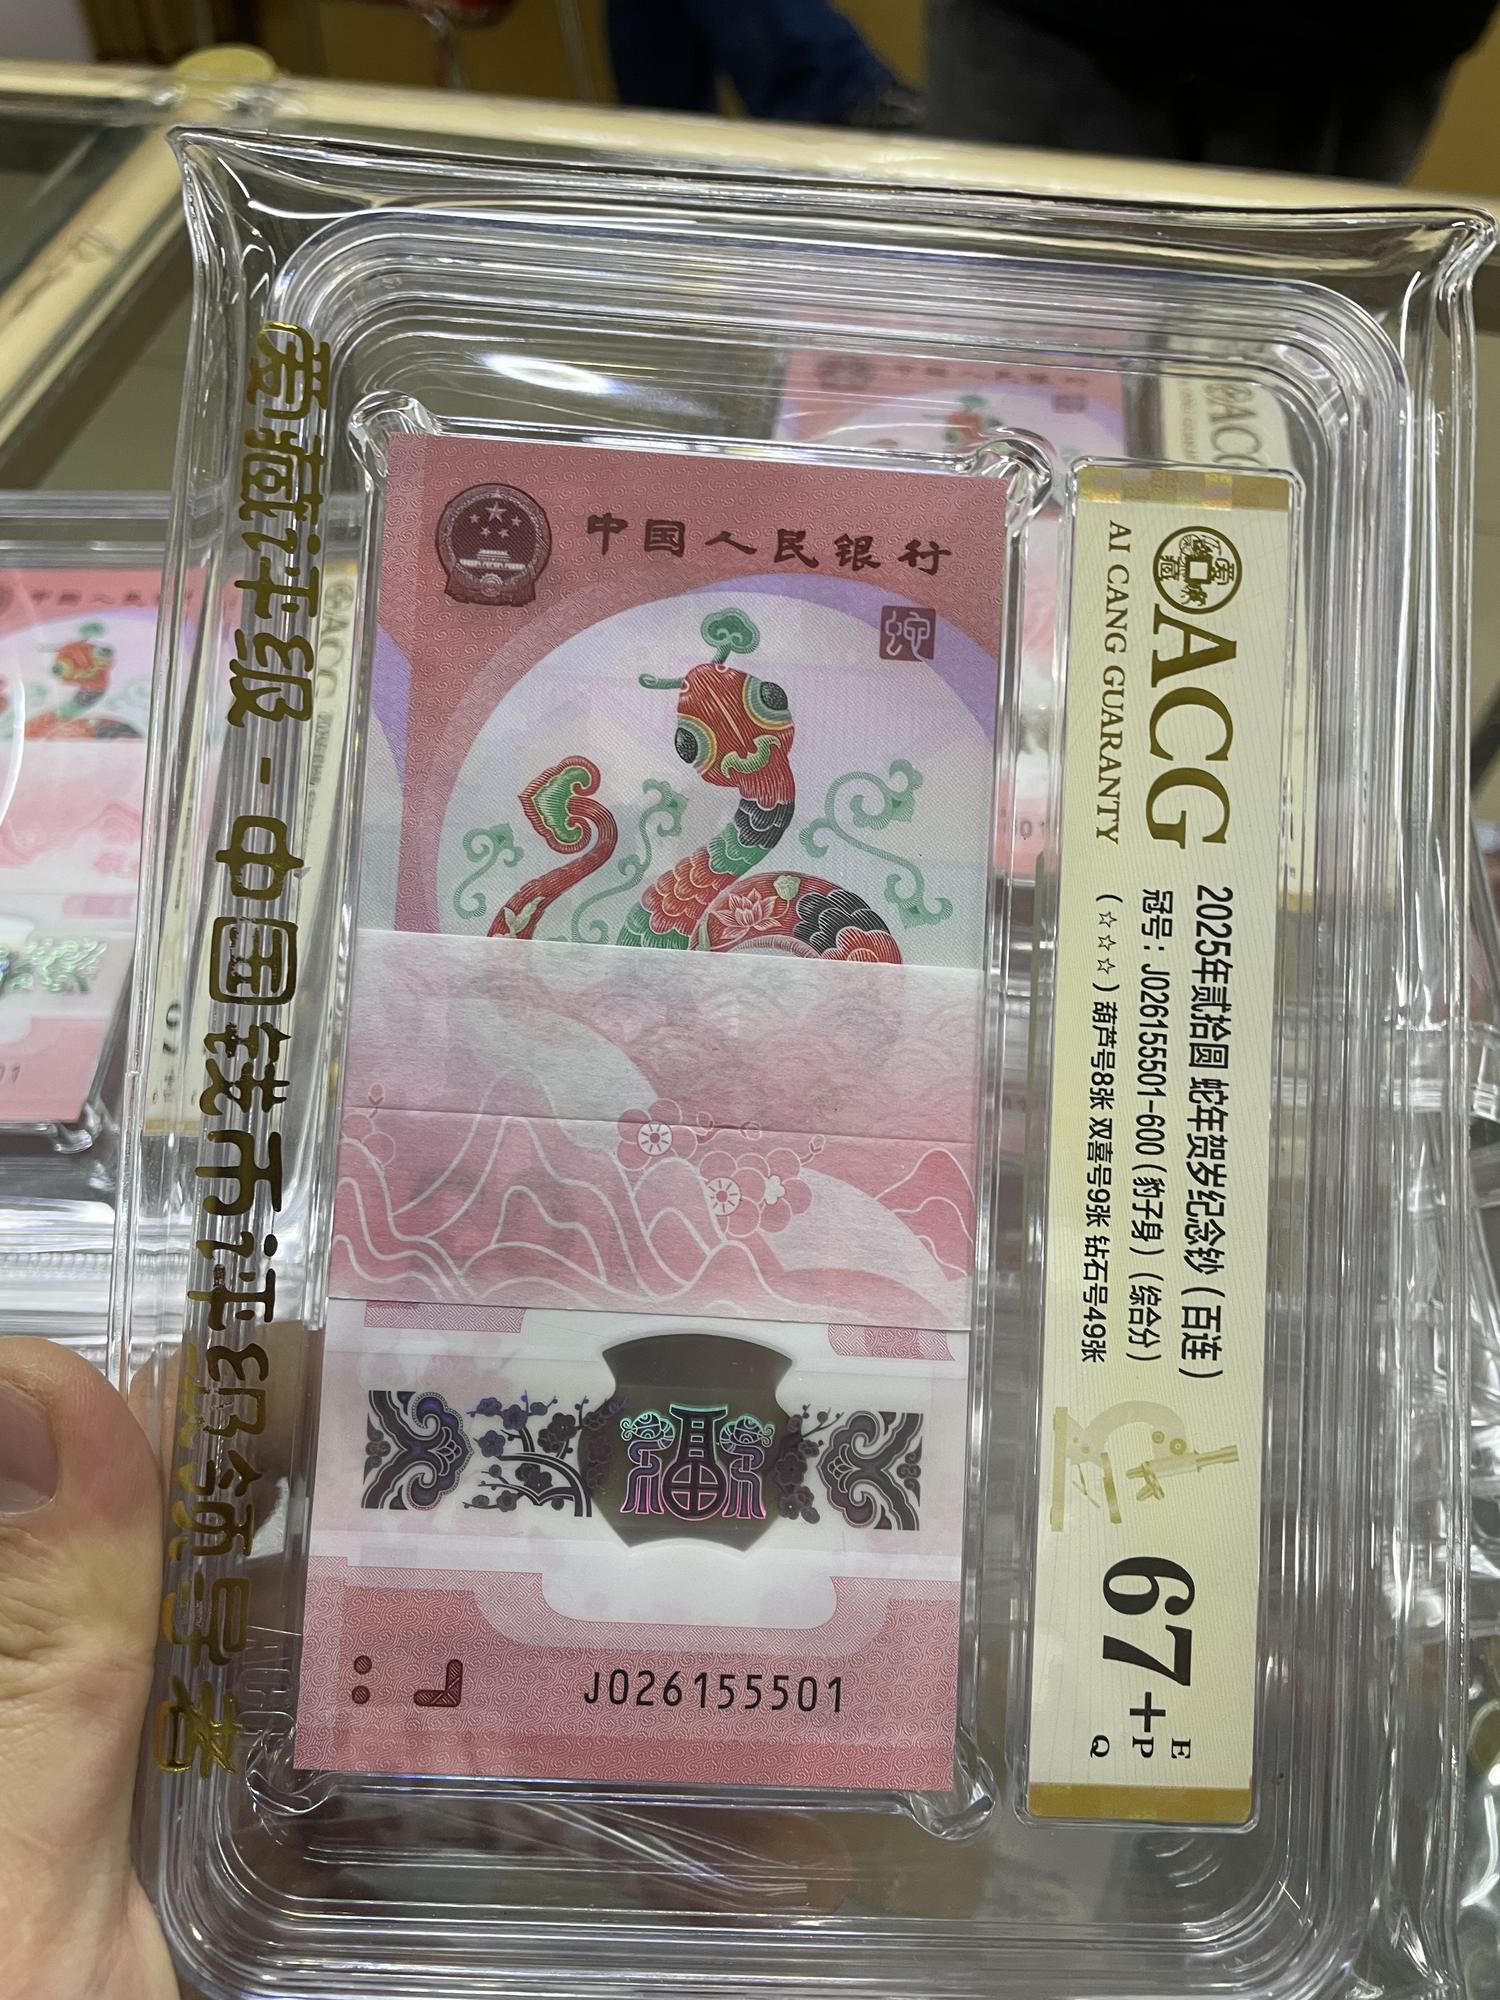 爱藏评级-中国钱币评级领导者
中国人民银行
蛇
J026155501
ACG
AI CANG GUARANTY
2025年贰拾圆 蛇年贺岁纪念钞(百连)
冠号:J026155501-600(豹子身)(综合分)
(☆☆☆)葫芦号8张 双喜号9张 钻石号49张
67+
E
P
Q
ACG